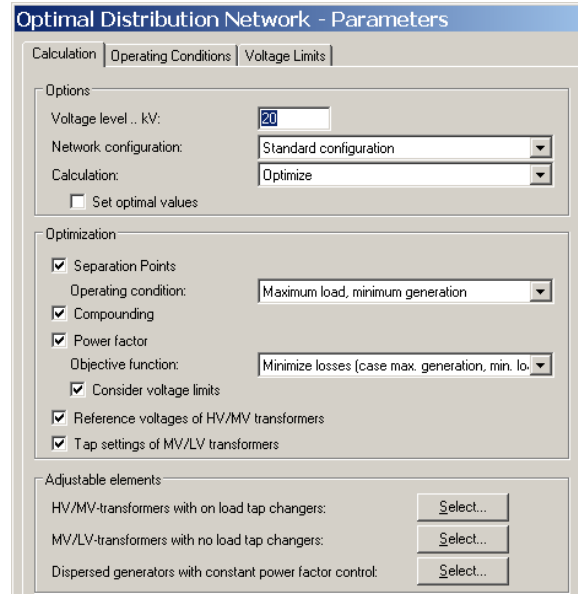 Optimal Distribution Network - Parameters
Calculation Operating Conditions Voltage Limits
Options
Voltage level .. kV: 20
Network configuration: Standard configuration
Calculation: Optimize
Set optimal values
Optimization
Separation Points
Operating condition: Maximum load, minimum generation
Compounding
Power factor
Objective function: Minimize losses (case max. generation, min. lo
Consider voltage limits
Reference voltages of HV/MV transformers
Tap settings of MV/LV transformers
Adjustable elements
HV/MV-transformers with on load tap changers: Select...
MV/LV-transformers with no load tap changers: Select...
Dispersed generators with constant power factor control: Select...